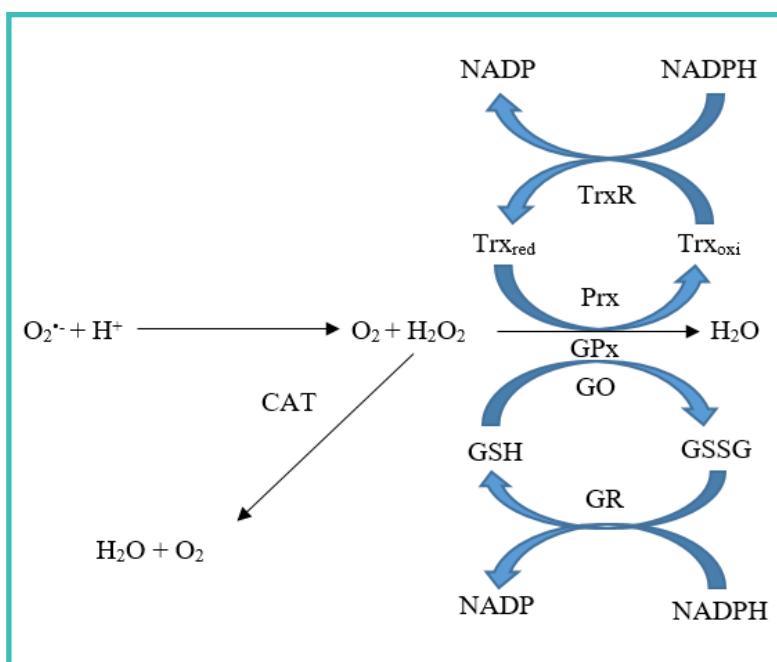 NADP NADPH
TrxR
Trxred Trxoxi
Prx
O₂•- + H⁺ O₂ + H₂O₂ H₂O
GPx
CAT GO
GSH GSSG
GR
H₂O + O₂
NADP NADPH